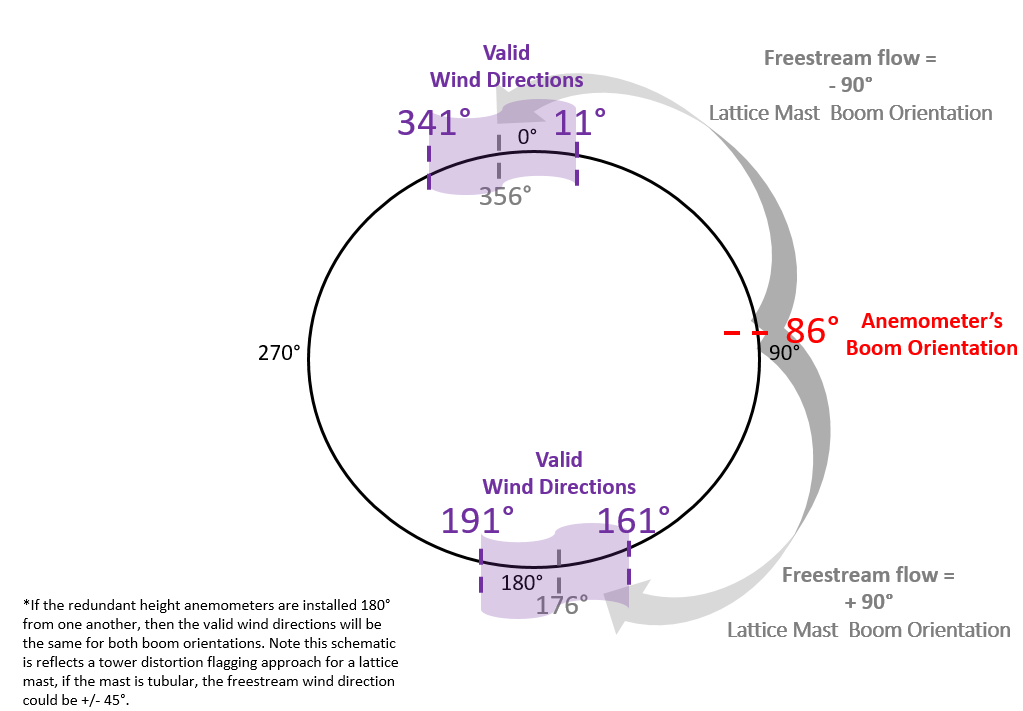 Valid
Wind Directions
341°
11°
0°
356°
Freestream flow =
- 90°
Lattice Mast  Boom Orientation
86°
Anemometer's
Boom Orientation
90°
270°
Valid
Wind Directions
191°
161°
180°
176°
Freestream flow =
+ 90°
Lattice Mast  Boom Orientation
*If the redundant height anemometers are installed 180°
from one another, then the valid wind directions will be
the same for both boom orientations. Note this schematic
is reflects a tower distortion flagging approach for a lattice
mast, if the mast is tubular, the freestream wind direction
could be +/- 45°.